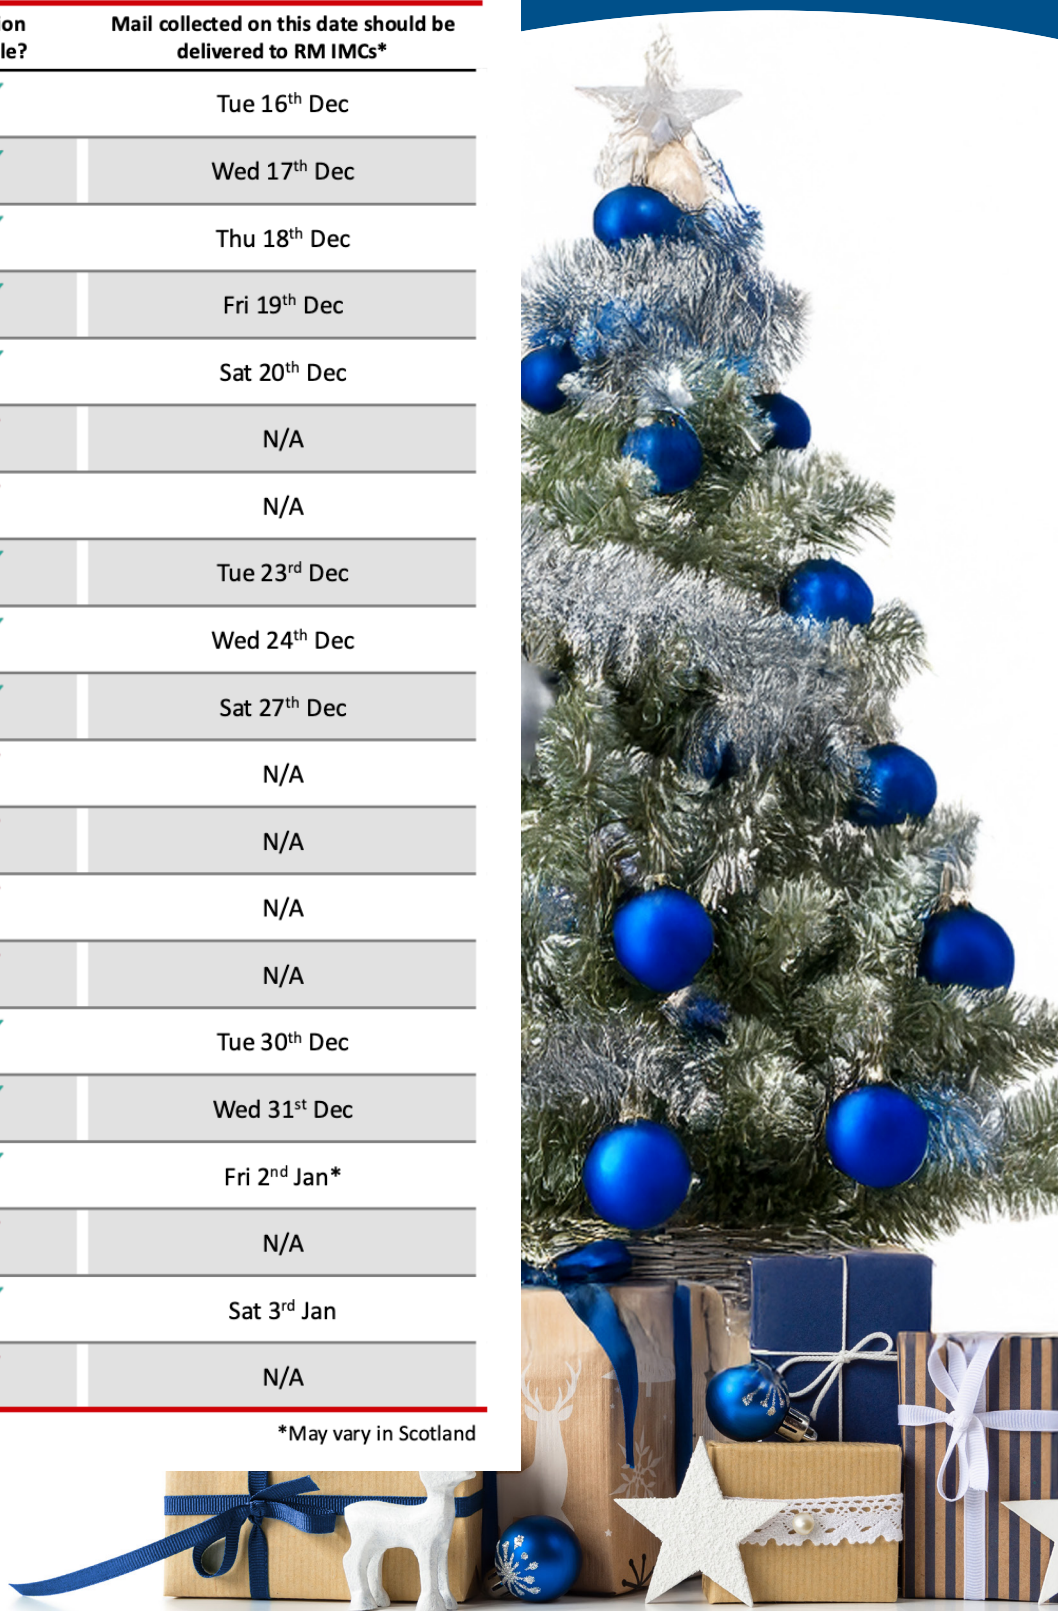 ion
le?
Mail collected on this date should be
delivered to RM IMCs*
Tue 16th Dec
Wed 17th Dec
Thu 18th Dec
Fri 19th Dec
Sat 20th Dec
N/A
N/A
Tue 23rd Dec
Wed 24th Dec
Sat 27th Dec
N/A
N/A
N/A
N/A
Tue 30th Dec
Wed 31st Dec
Fri 2nd Jan*
N/A
Sat 3rd Jan
N/A
*May vary in Scotland